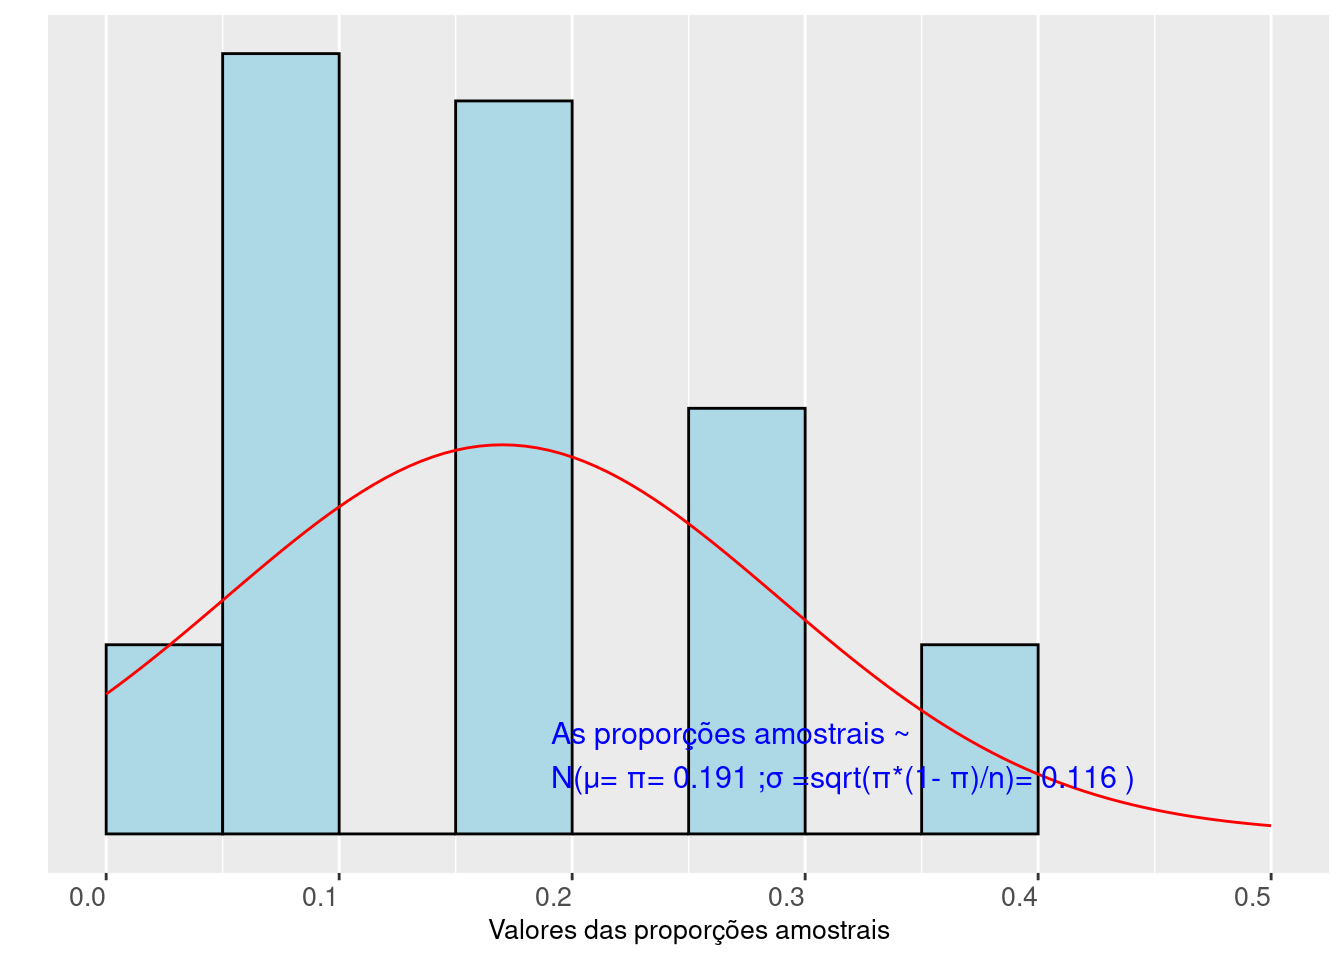 As proporções amostrais ~
N(μ= π= 0.191 ;σ =sqrt(π*(1- π)/n)= 0.116 )
0.0 0.1 0.2 0.3 0.4 0.5
Valores das proporções amostrais